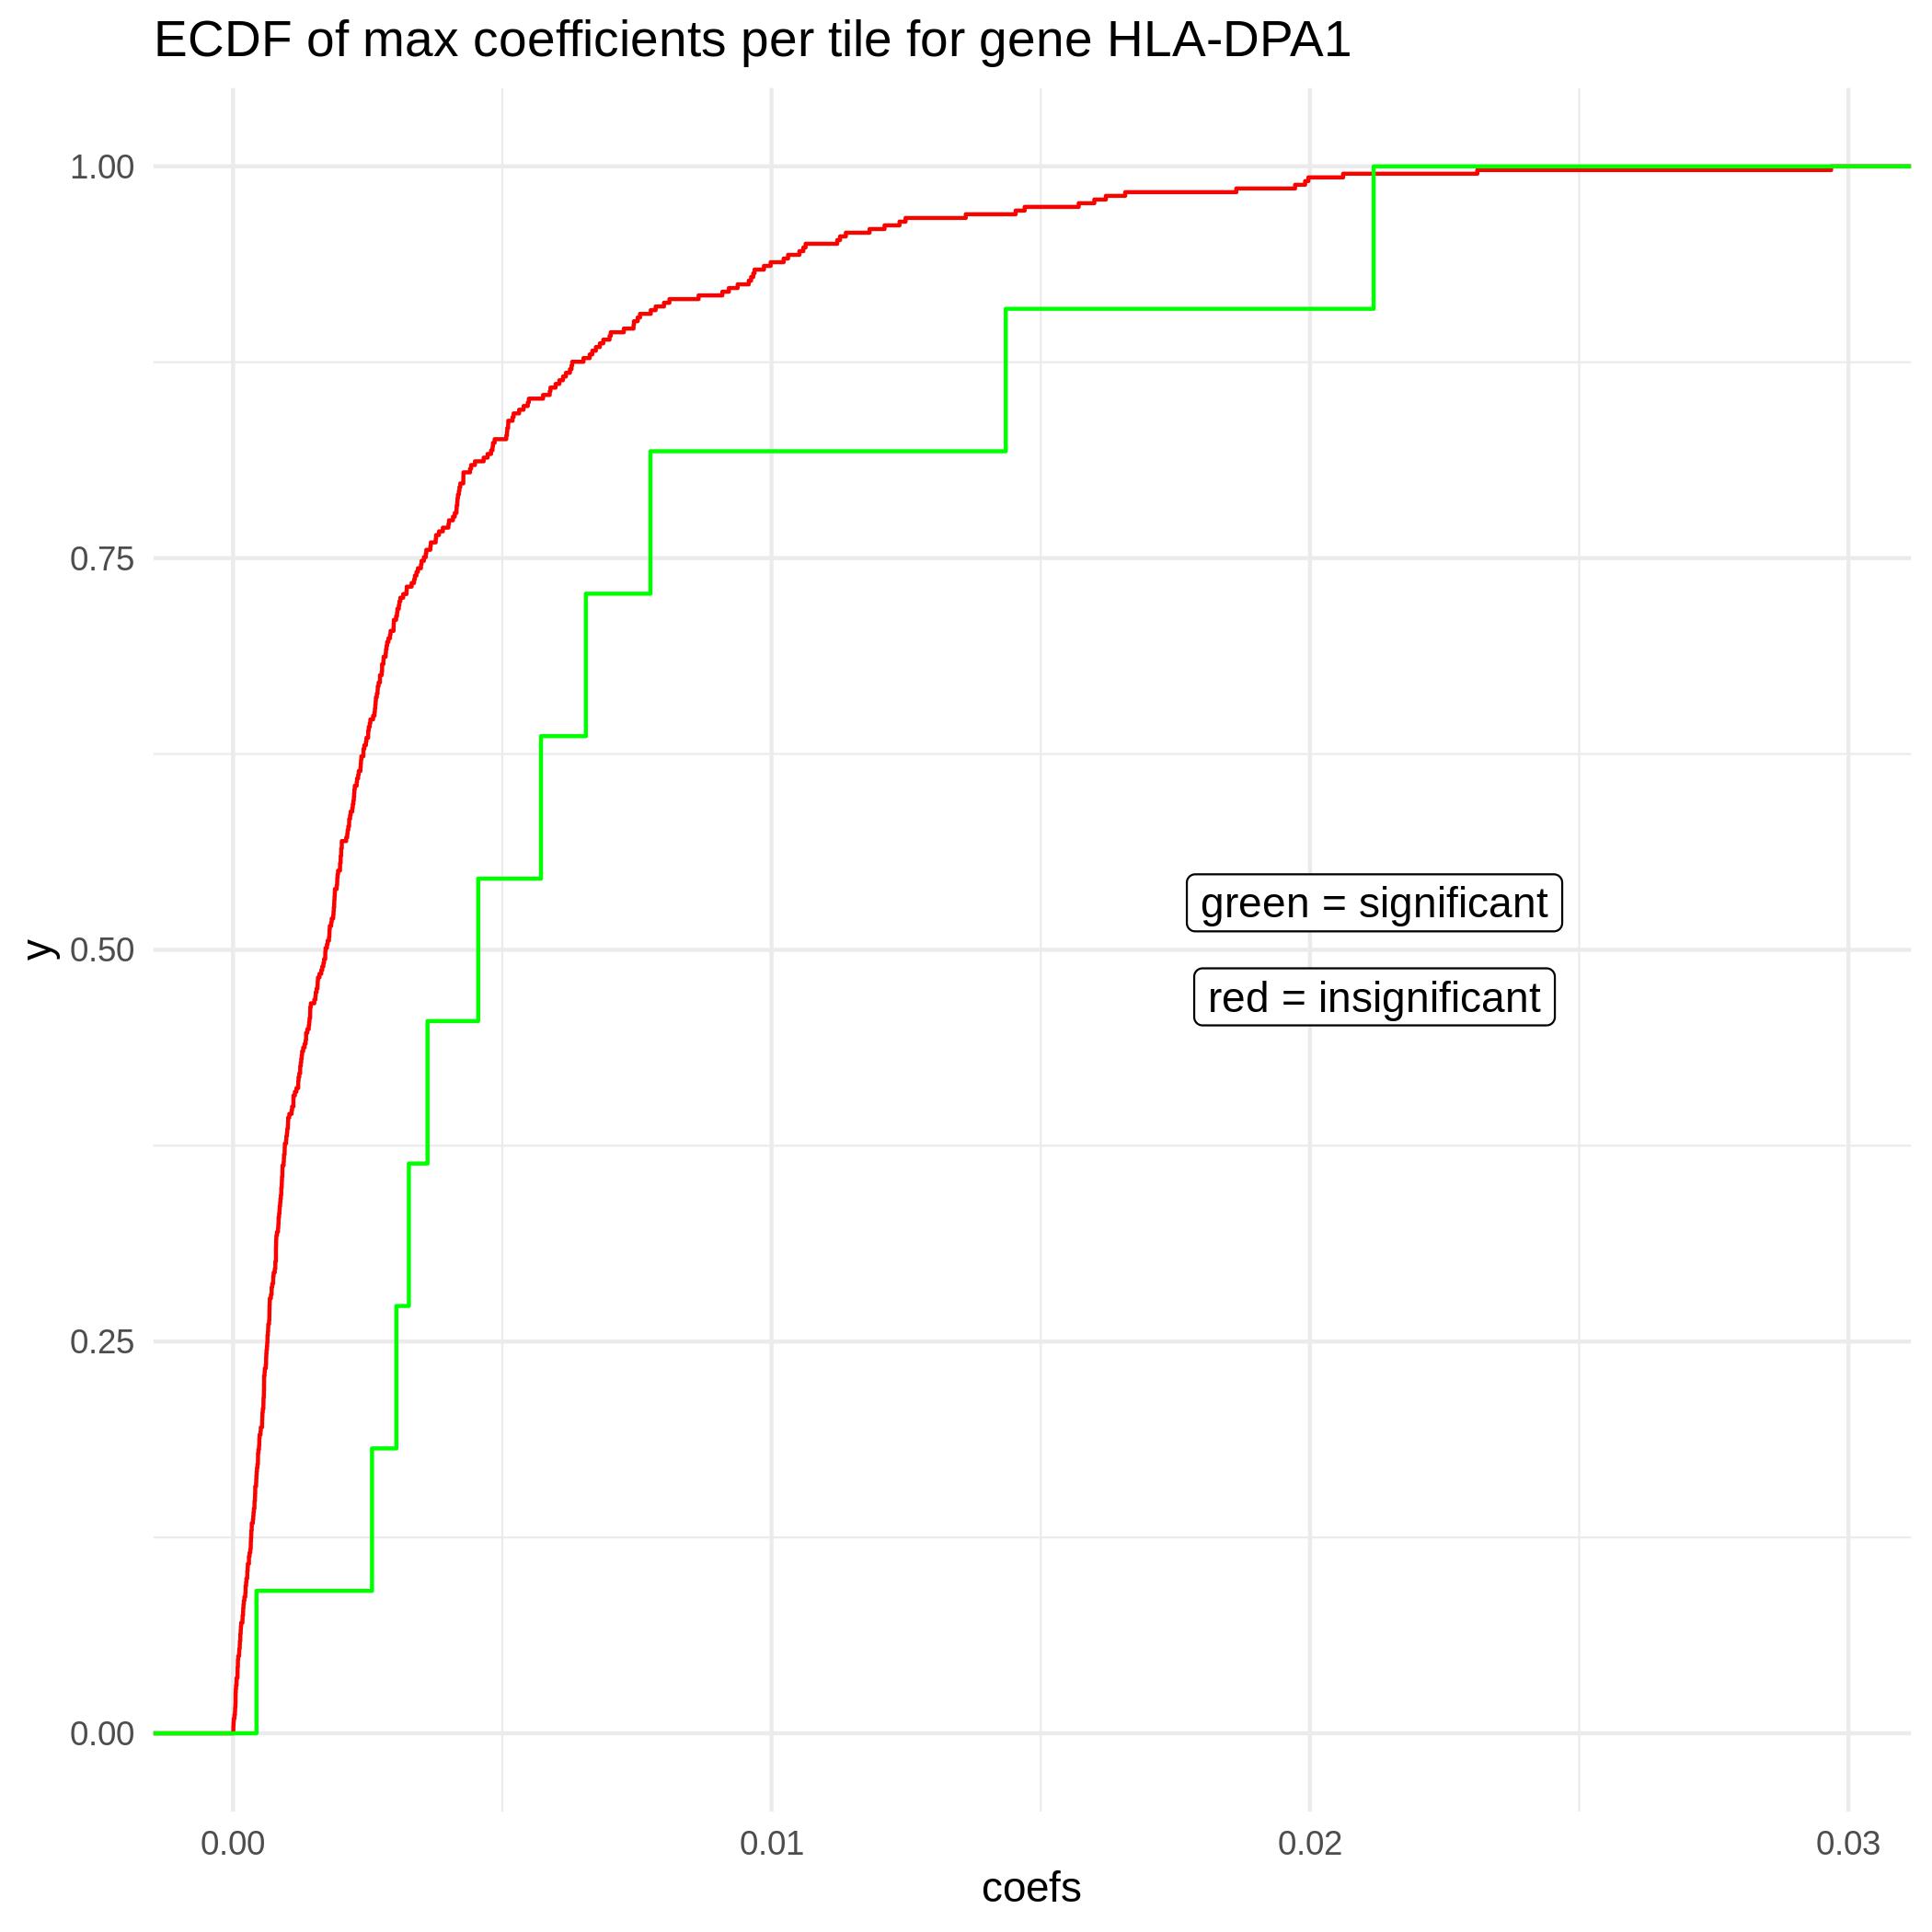 ECDF of max coefficients per tile for gene HLA-DPA1
1.00
0.75
0.50
0.25
0.00
y
green = significant
red = insignificant
0.00 0.01 0.02 0.03
coefs